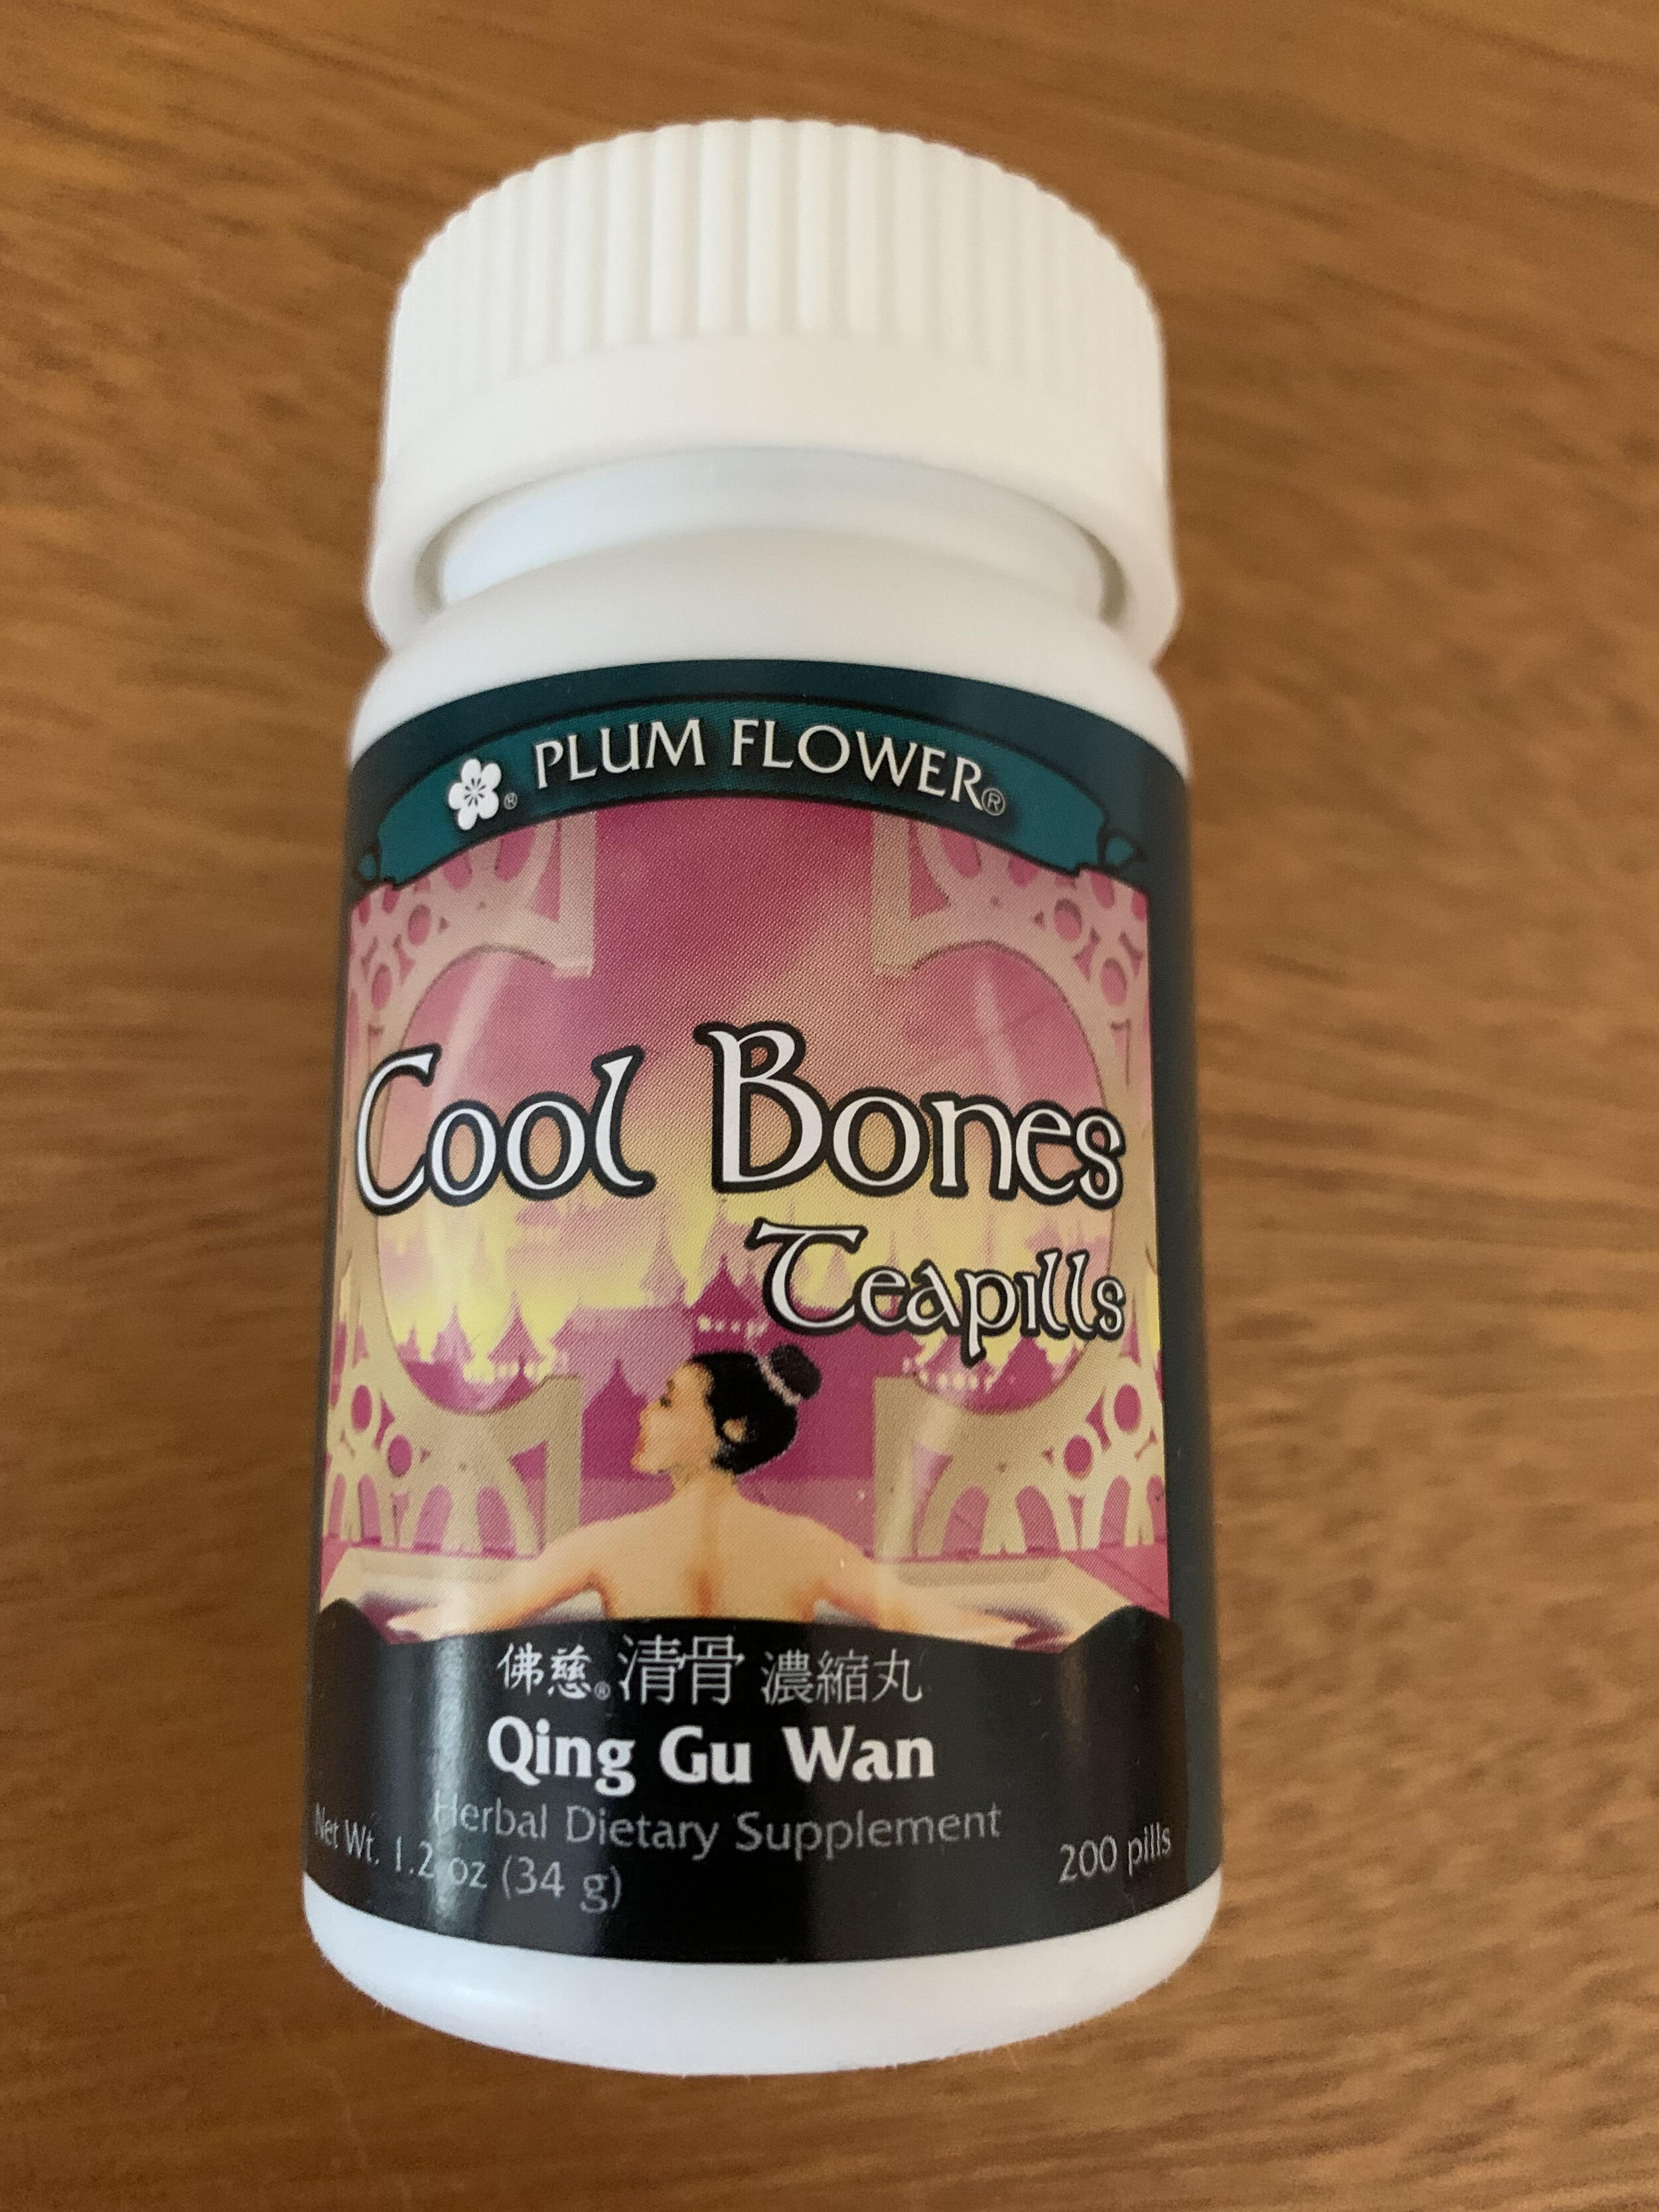 ® PLUM FLOWER®
Cool Bones
Teapills
佛慈® 清骨 濃縮丸
Qing Gu Wan
Herbal Dietary Supplement
Net Wt. 1.2 oz (34 g)
200 pills